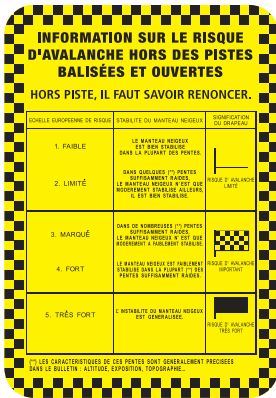 INFORMATION SUR LE RISQUE
D'AVALANCHE HORS DES PISTES
BALISÉES ET OUVERTES
HORS PISTE, IL FAUT SAVOIR RENONCER.
ECHELLE EUROPEENNE DE RISQUE
STABILITE DU MANTEAU NEIGEUX
SIGNIFICATION
DU DRAPEAU
1. FAIBLE
LE MANTEAU NEIGEUX
EST BIEN STABILISE
DANS LA PLUPART DES PENTES.
2. LIMITÉ
DANS QUELQUES (**) PENTES
SUFFISAMMENT RAIDES,
LE MANTEAU NEIGEUX N'EST QUE
MODEREMENT STABILISE AILLEURS,
IL EST BIEN STABILISE.
RISQUE D' AVALANCHE
LIMITÉ
3. MARQUÉ
DANS DE NOMBREUSES (**) PENTES
SUFFISAMMENT RAIDES,
LE MANTEAU NEIGEUX N' EST QUE
MODEREMENT A FAIBLEMENT STABILISE.
4. FORT
LE MANTEAU NEIGEUX EST FAIBLEMENT
STABILISE DANS LA PLUPART (**) DES
PENTES SUFFISAMMENT RAIDES.
RISQUE D' AVALANCHE
IMPORTANT
5. TRÈS FORT
L' INSTABILITE DU MANTEAU NEIGEUX
EST GENERALISEE.
RISQUE D' AVALANCHE
TRÈS FORT
(**) LES CARACTERISTIQUES DE CES PENTES SONT GENERALEMENT PRECISEES
DANS LE BULLETIN : ALTITUDE, EXPOSITION, TOPOGRAPHIE...